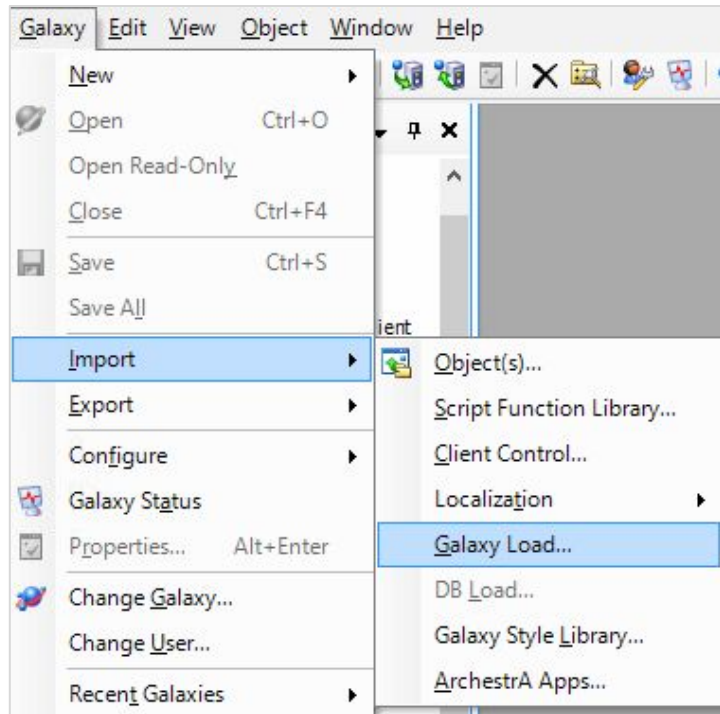 Galaxy Edit View Object Window Help
New
Open Ctrl+O
Open Read-Only
Close Ctrl+F4
Save Ctrl+S
Save All
ient
Import
Object(s)...
Export
Script Function Library...
Configure
Client Control...
Galaxy Status
Localization
Properties... Alt+Enter
Galaxy Load...
Change Galaxy...
DB Load...
Change User...
Galaxy Style Library...
Recent Galaxies
ArchestrA Apps...